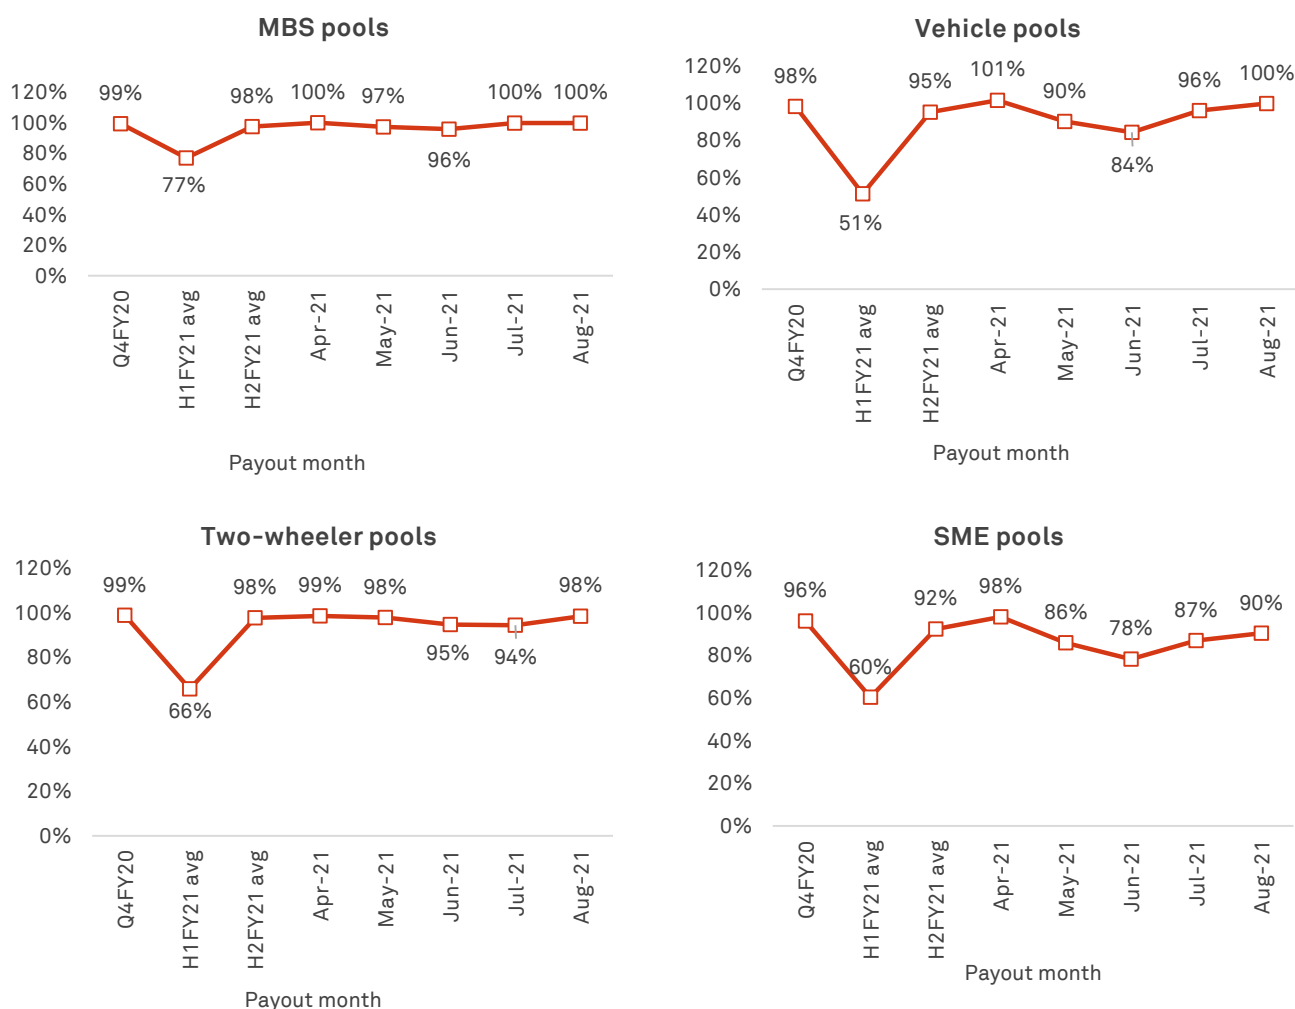 MBS pools
120%
100%
80%
60%
40%
20%
0%
99%
77%
98%
100%
97%
96%
100%
100%
Q4FY20
H1FY21 avg
H2FY21 avg
Apr-21
May-21
Jun-21
Jul-21
Aug-21
Payout month
Vehicle pools
120%
100%
80%
60%
40%
20%
0%
98%
51%
95%
101%
90%
84%
96%
100%
Q4FY20
H1FY21 avg
H2FY21 avg
Apr-21
May-21
Jun-21
Jul-21
Aug-21
Payout month
Two-wheeler pools
120%
100%
80%
60%
40%
20%
0%
99%
66%
98%
99%
98%
95%
94%
98%
Q4FY20
H1FY21 avg
H2FY21 avg
Apr-21
May-21
Jun-21
Jul-21
Aug-21
Payout month
SME pools
120%
100%
80%
60%
40%
20%
0%
96%
60%
92%
98%
86%
78%
87%
90%
Q4FY20
H1FY21 avg
H2FY21 avg
Apr-21
May-21
Jun-21
Jul-21
Aug-21
Payout month